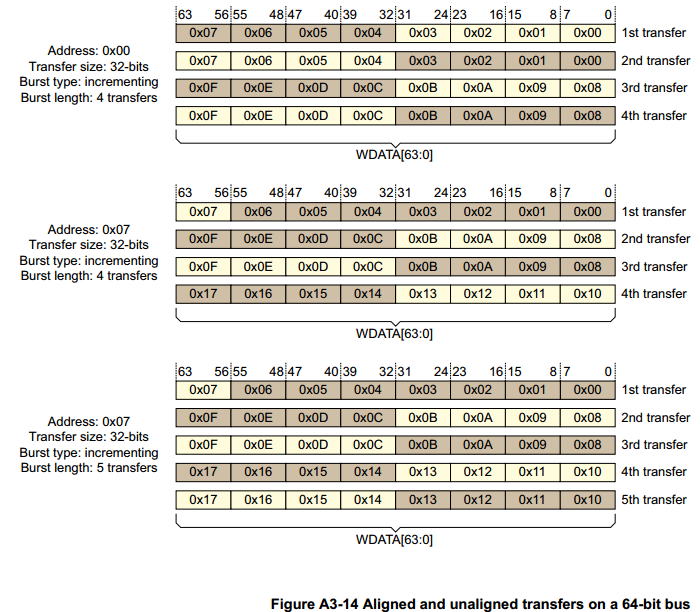 63 56 55 48 47 40 39 32 31 24 23 16 15 8 7 0
Address: 0x00
Transfer size: 32-bits
Burst type: incrementing
Burst length: 4 transfers
0x07 0x06 0x05 0x04 0x03 0x02 0x01 0x00 1st transfer
0x07 0x06 0x05 0x04 0x03 0x02 0x01 0x00 2nd transfer
0x0F 0x0E 0x0D 0x0C 0x0B 0x0A 0x09 0x08 3rd transfer
0x0F 0x0E 0x0D 0x0C 0x0B 0x0A 0x09 0x08 4th transfer
WDATA[63:0]
63 56 55 48 47 40 39 32 31 24 23 16 15 8 7 0
Address: 0x07
Transfer size: 32-bits
Burst type: incrementing
Burst length: 4 transfers
0x07 0x06 0x05 0x04 0x03 0x02 0x01 0x00 1st transfer
0x0F 0x0E 0x0D 0x0C 0x0B 0x0A 0x09 0x08 2nd transfer
0x0F 0x0E 0x0D 0x0C 0x0B 0x0A 0x09 0x08 3rd transfer
0x17 0x16 0x15 0x14 0x13 0x12 0x11 0x10 4th transfer
WDATA[63:0]
63 56 55 48 47 40 39 32 31 24 23 16 15 8 7 0
Address: 0x07
Transfer size: 32-bits
Burst type: incrementing
Burst length: 5 transfers
0x07 0x06 0x05 0x04 0x03 0x02 0x01 0x00 1st transfer
0x0F 0x0E 0x0D 0x0C 0x0B 0x0A 0x09 0x08 2nd transfer
0x0F 0x0E 0x0D 0x0C 0x0B 0x0A 0x09 0x08 3rd transfer
0x17 0x16 0x15 0x14 0x13 0x12 0x11 0x10 4th transfer
0x17 0x16 0x15 0x14 0x13 0x12 0x11 0x10 5th transfer
WDATA[63:0]
Figure A3-14 Aligned and unaligned transfers on a 64-bit bus